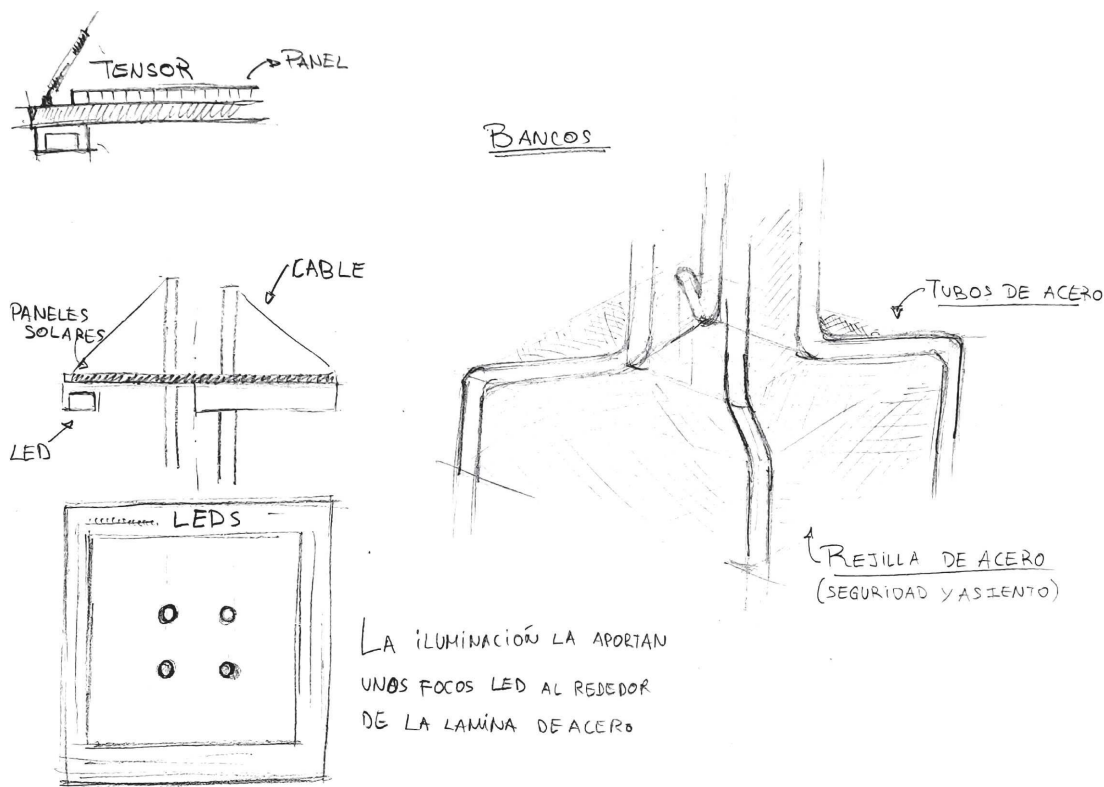 TENSOR
PANEL
BANCOS
CABLE
PANELES
SOLARES
LED
TUBOS DE ACERO
LEDS
REJILLA DE ACERO
(SEGURIDAD Y ASIENTO)
LA ILUMINACIÓN LA APORTAN
UNOS FOCOS LED AL REDEDOR
DE LA LAMINA DE ACERO